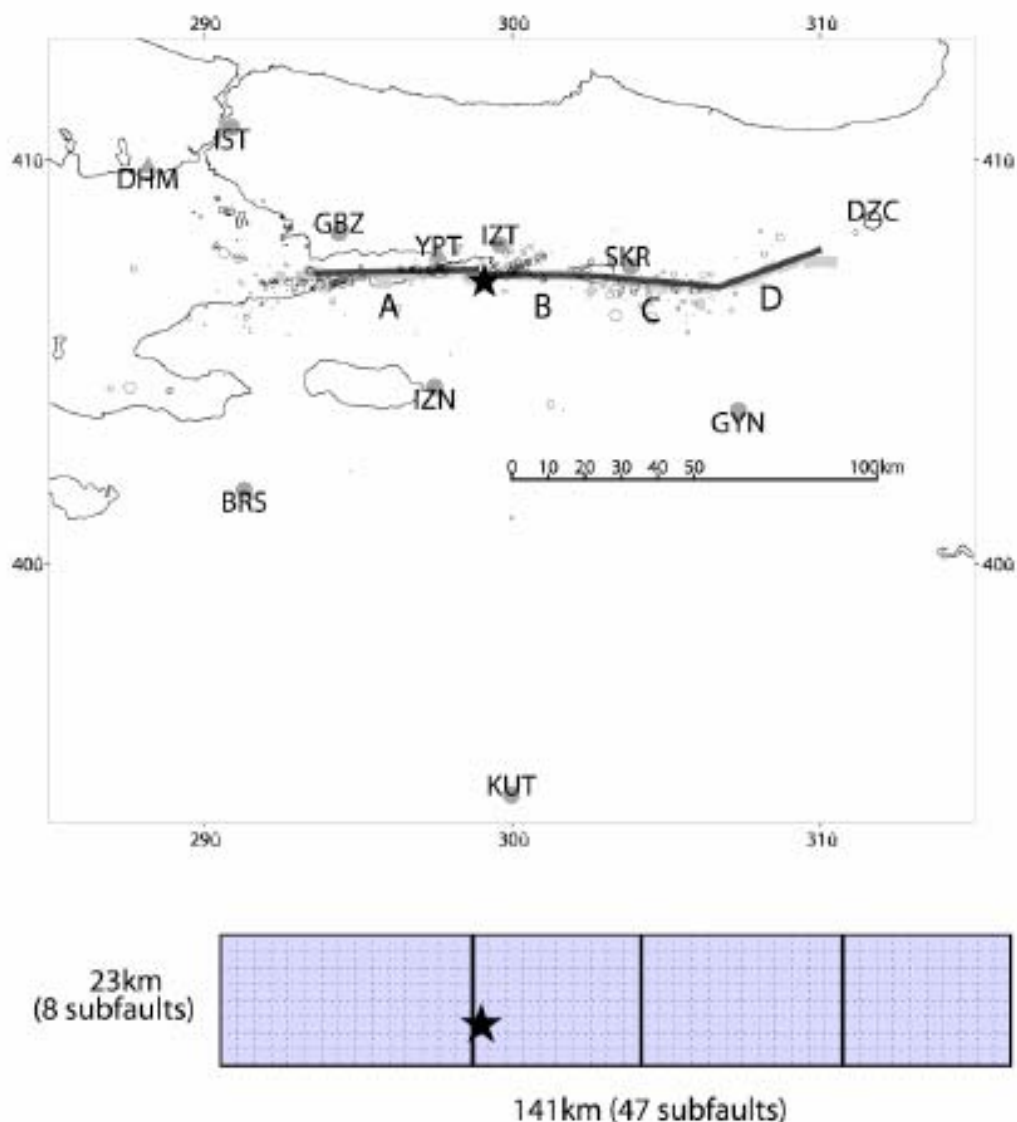 290 300 310
IST
410 410
DHM
DZC
GBZ
IZT
YPT
SKR
A B C D
IZN
GYN
0 10 20 30 40 50 100km
BRS
400 400
KUT
290 300 310
23km
(8 subfaults)
141km (47 subfaults)